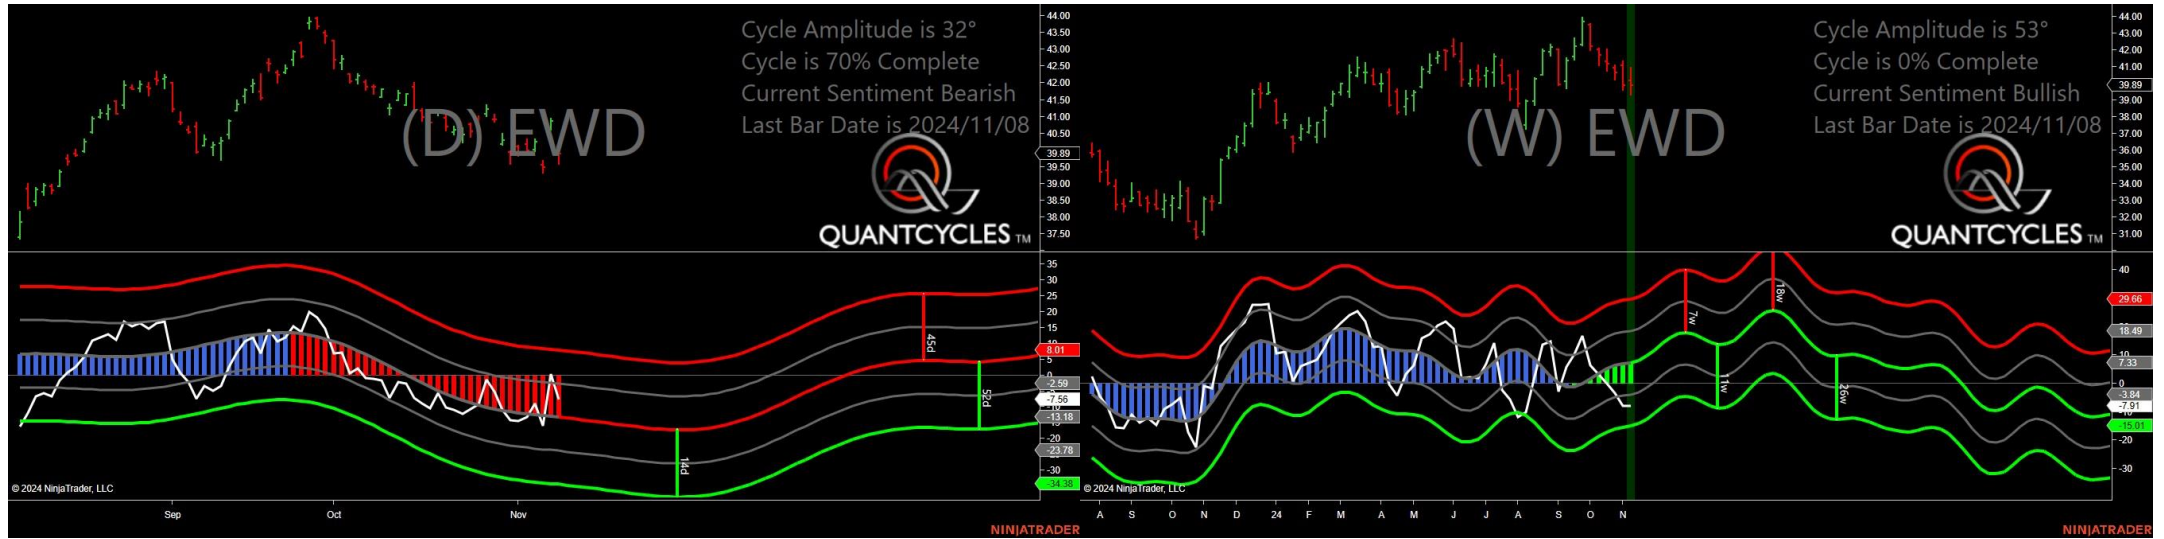 Cycle Amplitude is 32°
Cycle is 70% Complete
Current Sentiment Bearish
Last Bar Date is 2024/11/08
(D) EWD
QUANTCYCLES TM
44.00
43.50
43.00
42.50
42.00
41.50
41.00
40.50
39.89
39.50
39.00
38.50
38.00
37.50
35
30
25
20
15
10
8.01
5
0
-2.59
-7.56
-13.18
-20
-23.78
-30
-34.38
45d
52d
14d
© 2024 NinjaTrader, LLC
Sep Oct Nov
NINJATRADER
Cycle Amplitude is 53°
Cycle is 0% Complete
Current Sentiment Bullish
Last Bar Date is 2024/11/08
(W) EWD
QUANTCYCLES TM
44.00
43.00
42.00
41.00
39.89
39.00
38.00
37.00
36.00
35.00
34.00
33.00
32.00
31.00
40
29.66
18.49
10
7.33
0
-3.84
-7.91
-15.01
-20
-30
7w
18w
11w
26w
© 2024 NinjaTrader, LLC
A S O N D 24 F M A M J J A S O N
NINJATRADER